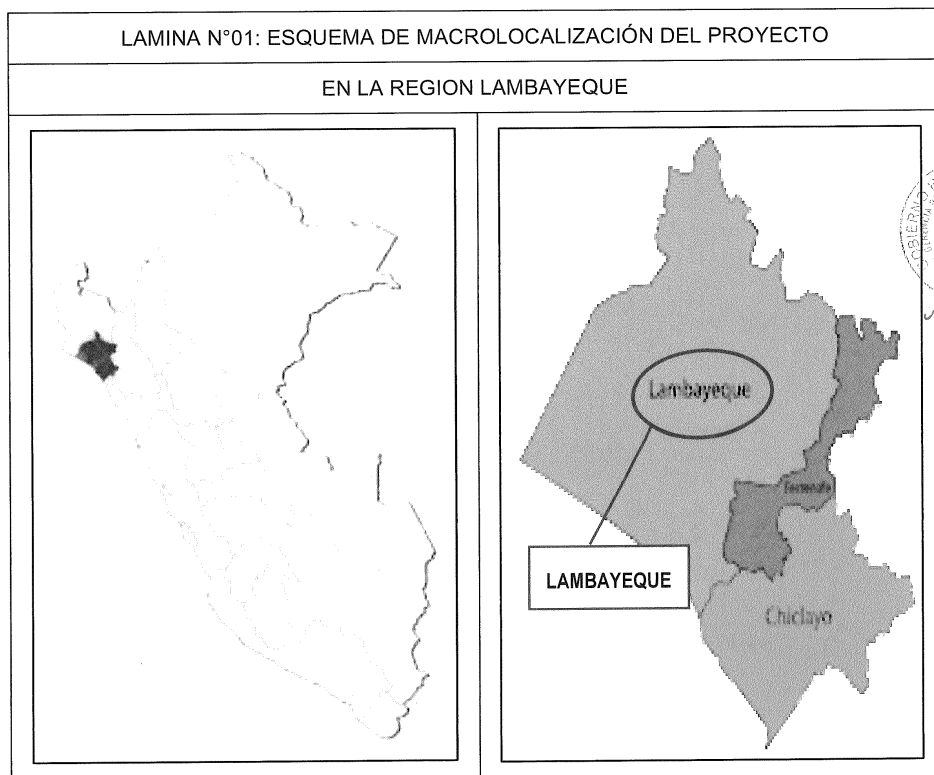 LAMINA N°01: ESQUEMA DE MACROLOCALIZACIÓN DEL PROYECTO
EN LA REGION LAMBAYEQUE
Lambayeque
LAMBAYEQUE
Chiclayo